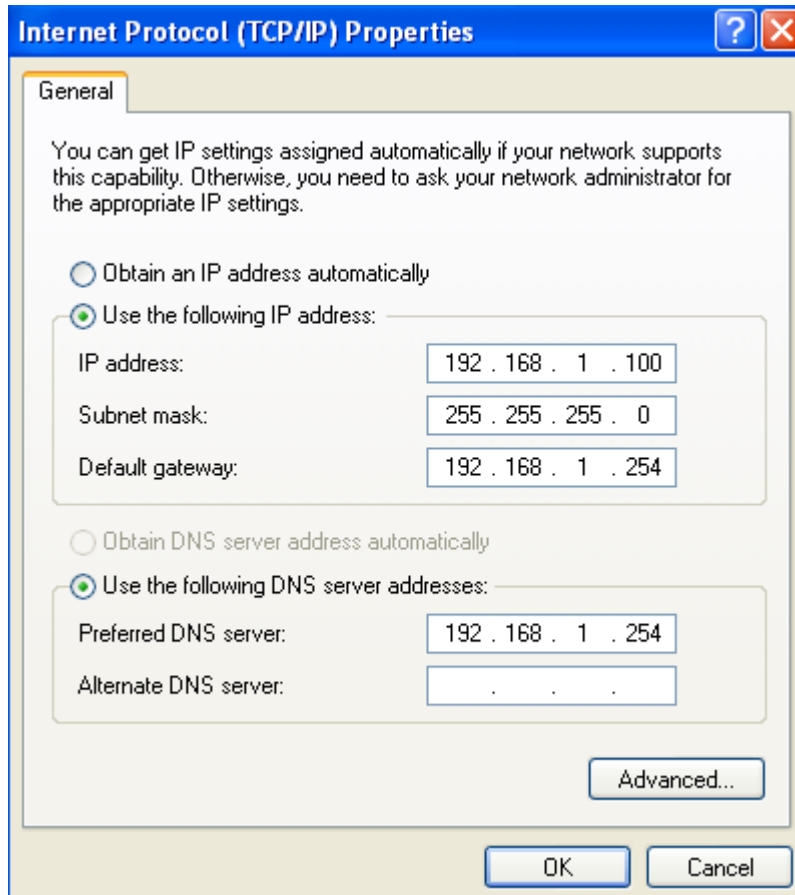 Internet Protocol (TCP/IP) Properties
General
You can get IP settings assigned automatically if your network supports
this capability. Otherwise, you need to ask your network administrator for
the appropriate IP settings.
Obtain an IP address automatically
Use the following IP address:
IP address: 192 . 168 . 1 . 100
Subnet mask: 255 . 255 . 255 . 0
Default gateway: 192 . 168 . 1 . 254
Obtain DNS server address automatically
Use the following DNS server addresses:
Preferred DNS server: 192 . 168 . 1 . 254
Alternate DNS server: . . .
Advanced...
OK Cancel